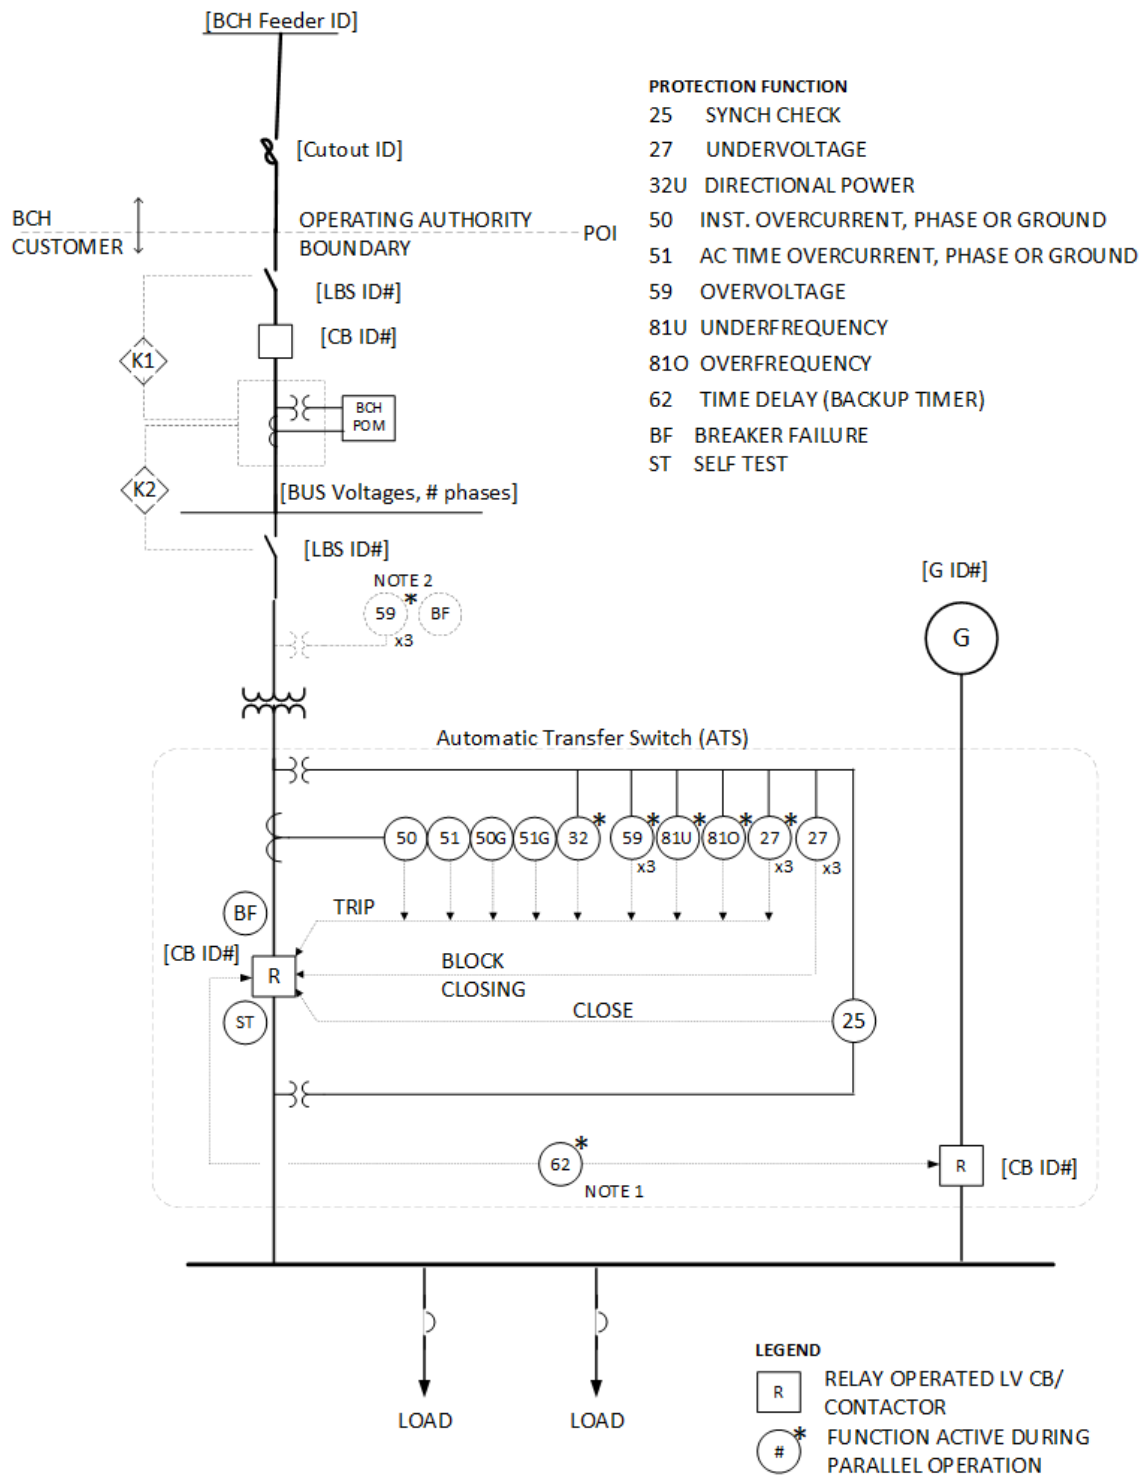 [BCH Feeder ID]
PROTECTION FUNCTION
25 SYNCH CHECK
27 UNDERVOLTAGE
32U DIRECTIONAL POWER
50 INST. OVERCURRENT, PHASE OR GROUND
51 AC TIME OVERCURRENT, PHASE OR GROUND
59 OVERVOLTAGE
81U UNDERFREQUENCY
81O OVERFREQUENCY
62 TIME DELAY (BACKUP TIMER)
BF BREAKER FAILURE
ST SELF TEST
[Cutout ID]
BCH
CUSTOMER
OPERATING AUTHORITY
BOUNDARY
POI
[LBS ID#]
[CB ID#]
K1
BCH
POM
K2
[BUS Voltages, # phases]
[LBS ID#]
NOTE 2
59 * BF
x3
[G ID#]
G
Automatic Transfer Switch (ATS)
50 51 50G 51G 32 * 59 * 81U * 81O * 27 * 27
x3 x3 x3
BF
TRIP
[CB ID#]
R
BLOCK
CLOSING
ST
CLOSE
25
62 *
NOTE 1
R
[CB ID#]
LOAD
LOAD
LEGEND
R RELAY OPERATED LV CB/
CONTACTOR
# * FUNCTION ACTIVE DURING
PARALLEL OPERATION